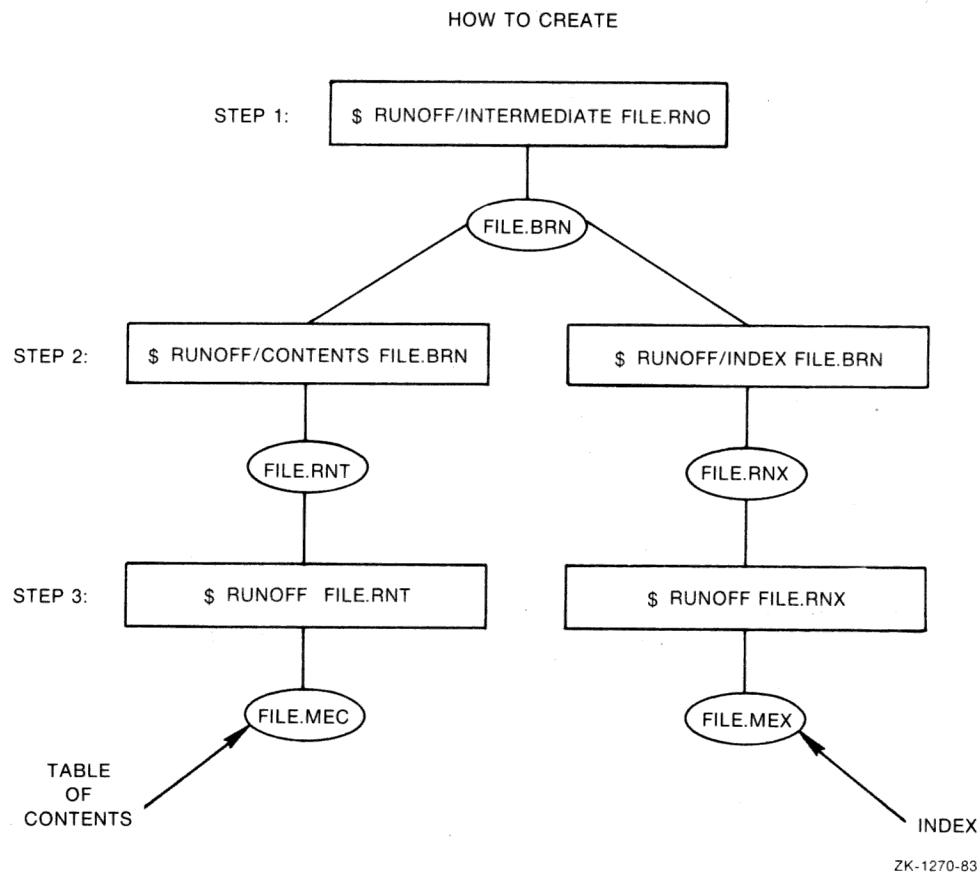 HOW TO CREATE
STEP 1:
$ RUNOFF/INTERMEDIATE FILE.RNO
FILE.BRN
STEP 2:
$ RUNOFF/CONTENTS FILE.BRN
$ RUNOFF/INDEX FILE.BRN
FILE.RNT
FILE.RNX
STEP 3:
$ RUNOFF FILE.RNT
$ RUNOFF FILE.RNX
FILE.MEC
FILE.MEX
TABLE
OF
CONTENTS
INDEX
ZK-1270-83